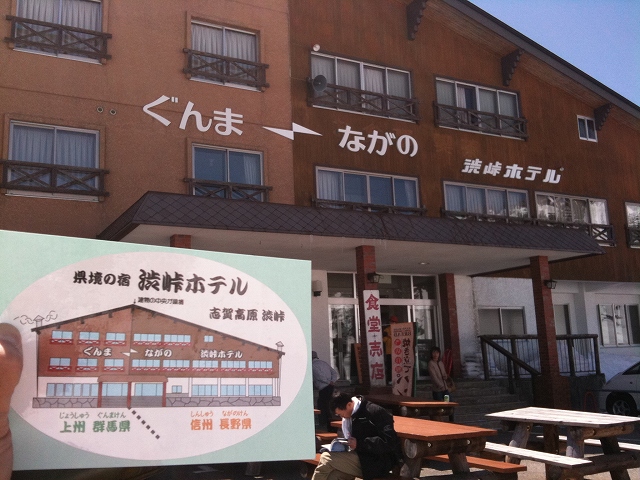 ぐんま
ながの
渋峠ホテル
食堂・売店
県境の宿 渋峠ホテル
志賀高原 渋峠
建物の中央が県境
ぐんま ながの 渋峠ホテル
じょうしゅう ぐんまけん
上州 群馬県
しんしゅう ながのけん
信州 長野県